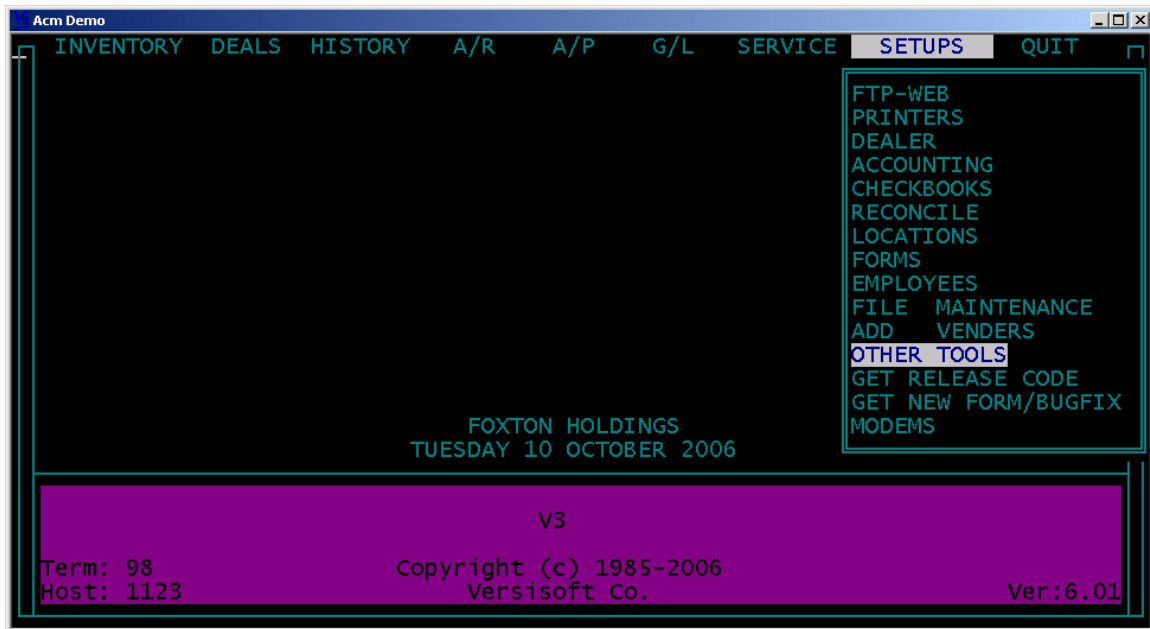 Acm Demo
INVENTORY DEALS HISTORY A/R A/P G/L SERVICE SETUPS QUIT
FTP-WEB
PRINTERS
DEALER
ACCOUNTING
CHECKBOOKS
RECONCILE
LOCATIONS
FORMS
EMPLOYEES
FILE MAINTENANCE
ADD VENDERS
OTHER TOOLS
GET RELEASE CODE
GET NEW FORM/BUGFIX
MODEMS
FOXTON HOLDINGS
TUESDAY 10 OCTOBER 2006
V3
Term: 98 Copyright (c) 1985-2006
Host: 1123 Versisoft Co. Ver:6.01